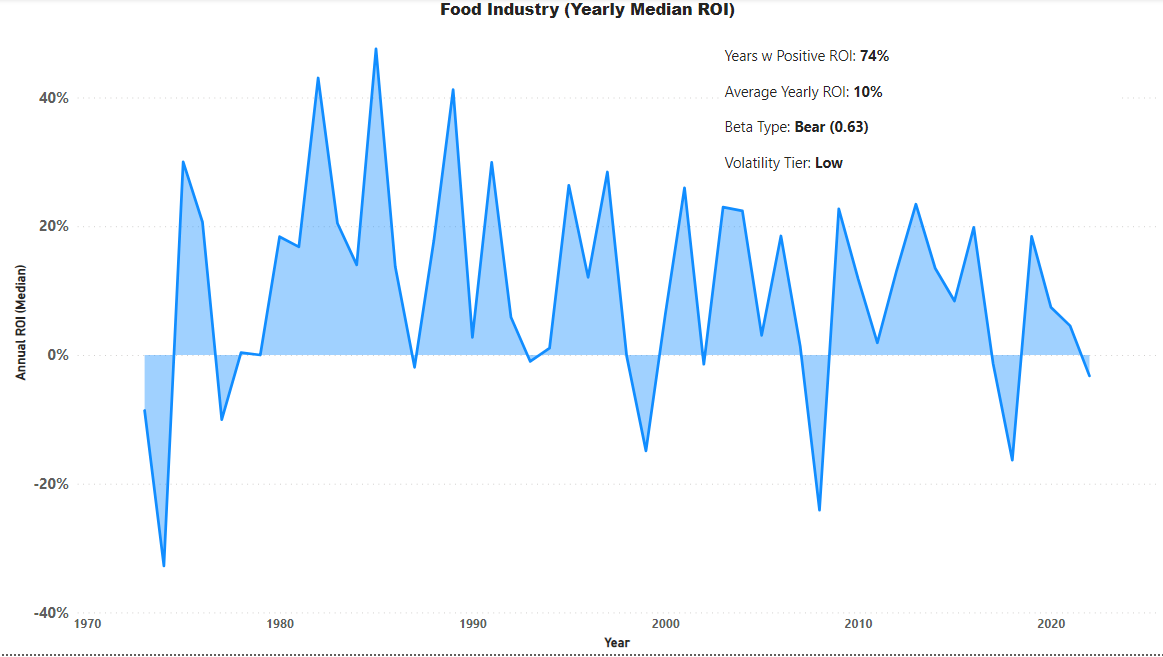 Food Industry (Yearly Median ROI)
Years w Positive ROI: 74%
Average Yearly ROI: 10%
Beta Type: Bear (0.63)
Volatility Tier: Low
Annual ROI (Median)
40%
20%
0%
-20%
-40%
1970 1980 1990 2000 2010 2020
Year